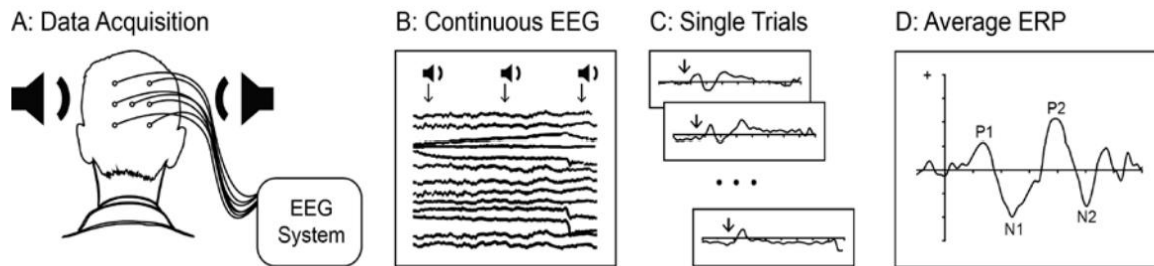 A: Data Acquisition
B: Continuous EEG
C: Single Trials
D: Average ERP
EEG
System
+
P1
P2
N1
N2